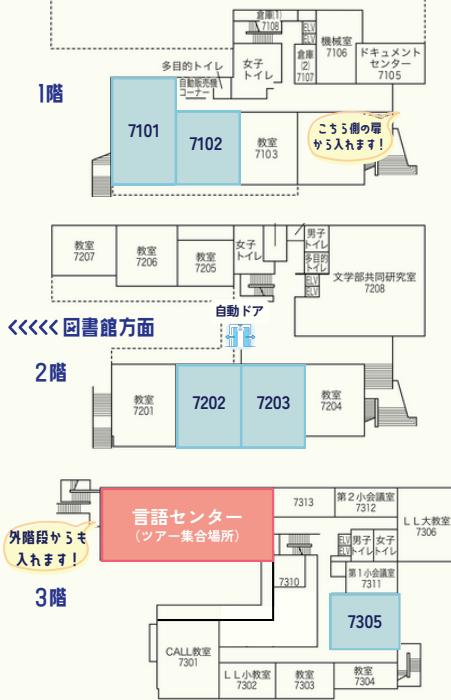 倉庫(1)
7108
ELV
ELV
機械室
7106
倉庫
(2)
7107
ドキュメント
センター
7105
女子
トイレ
多目的トイレ
自動販売機
コーナー
1階
7101
7102
教室
7103
こちら側の扉
から入れます!
教室
7207
教室
7206
教室
7205
女子
トイレ
男子
トイレ
多目的
トイレ
ELV
ELV
文学部共同研究室
7208
自動ドア
<<<<< 図書館方面
2階
教室
7201
7202
7203
教室
7204
言語センター
(ツアー集合場所)
7313
第2小会議室
7312
LL大教室
7306
外階段からも
入れます!
ELV
ELV
男子
トイレ
女子
トイレ
7310
第1小会議室
7311
3階
7305
CALL教室
7301
LL小教室
7302
教室
7303
教室
7304